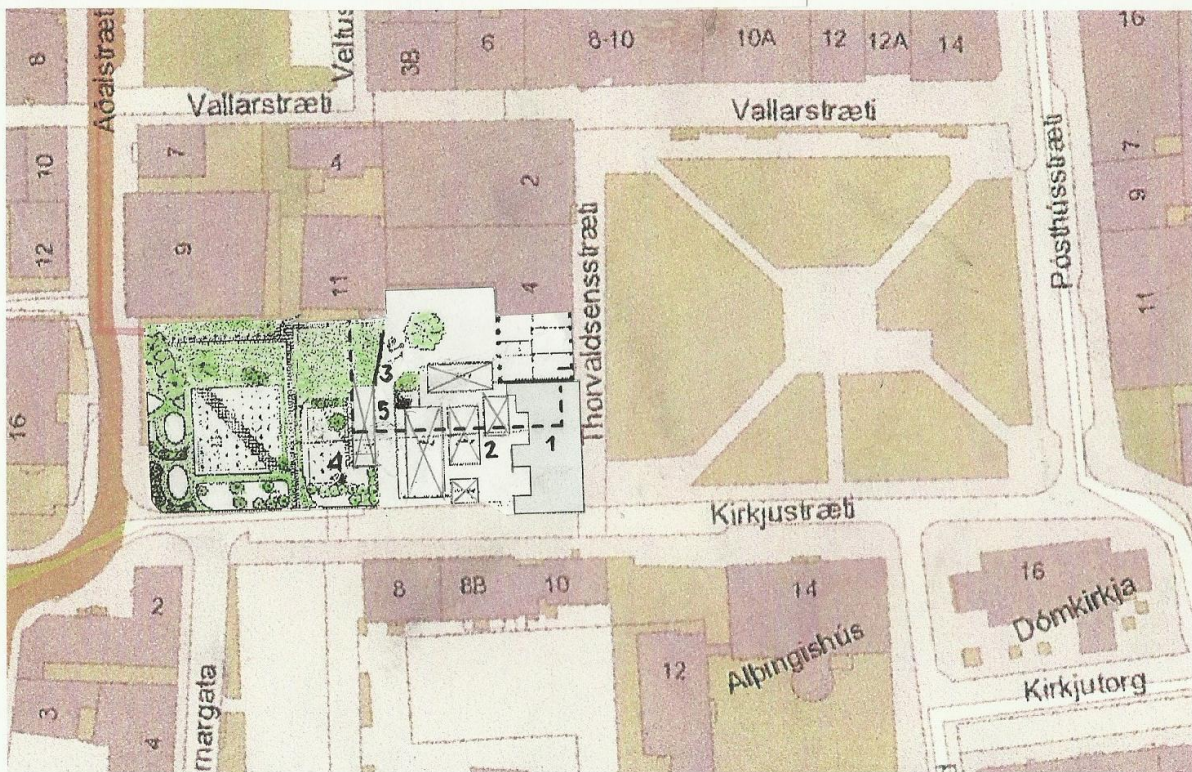 8
Aðalstræti
Veltus
3B
6
8-10
10A
12
12A
14
16
Vallarstræti
Vallarstræti
10
7
4
2
Pósthússtræti
7
9
12
9
11
4
Thorvaldsensstræti
11
16
3
5
4
2
1
Kirkjustræti
2
8
8B
10
14
16
Dómkirkja
12
Alþingishús
Kirkjutorg
3
4
margata